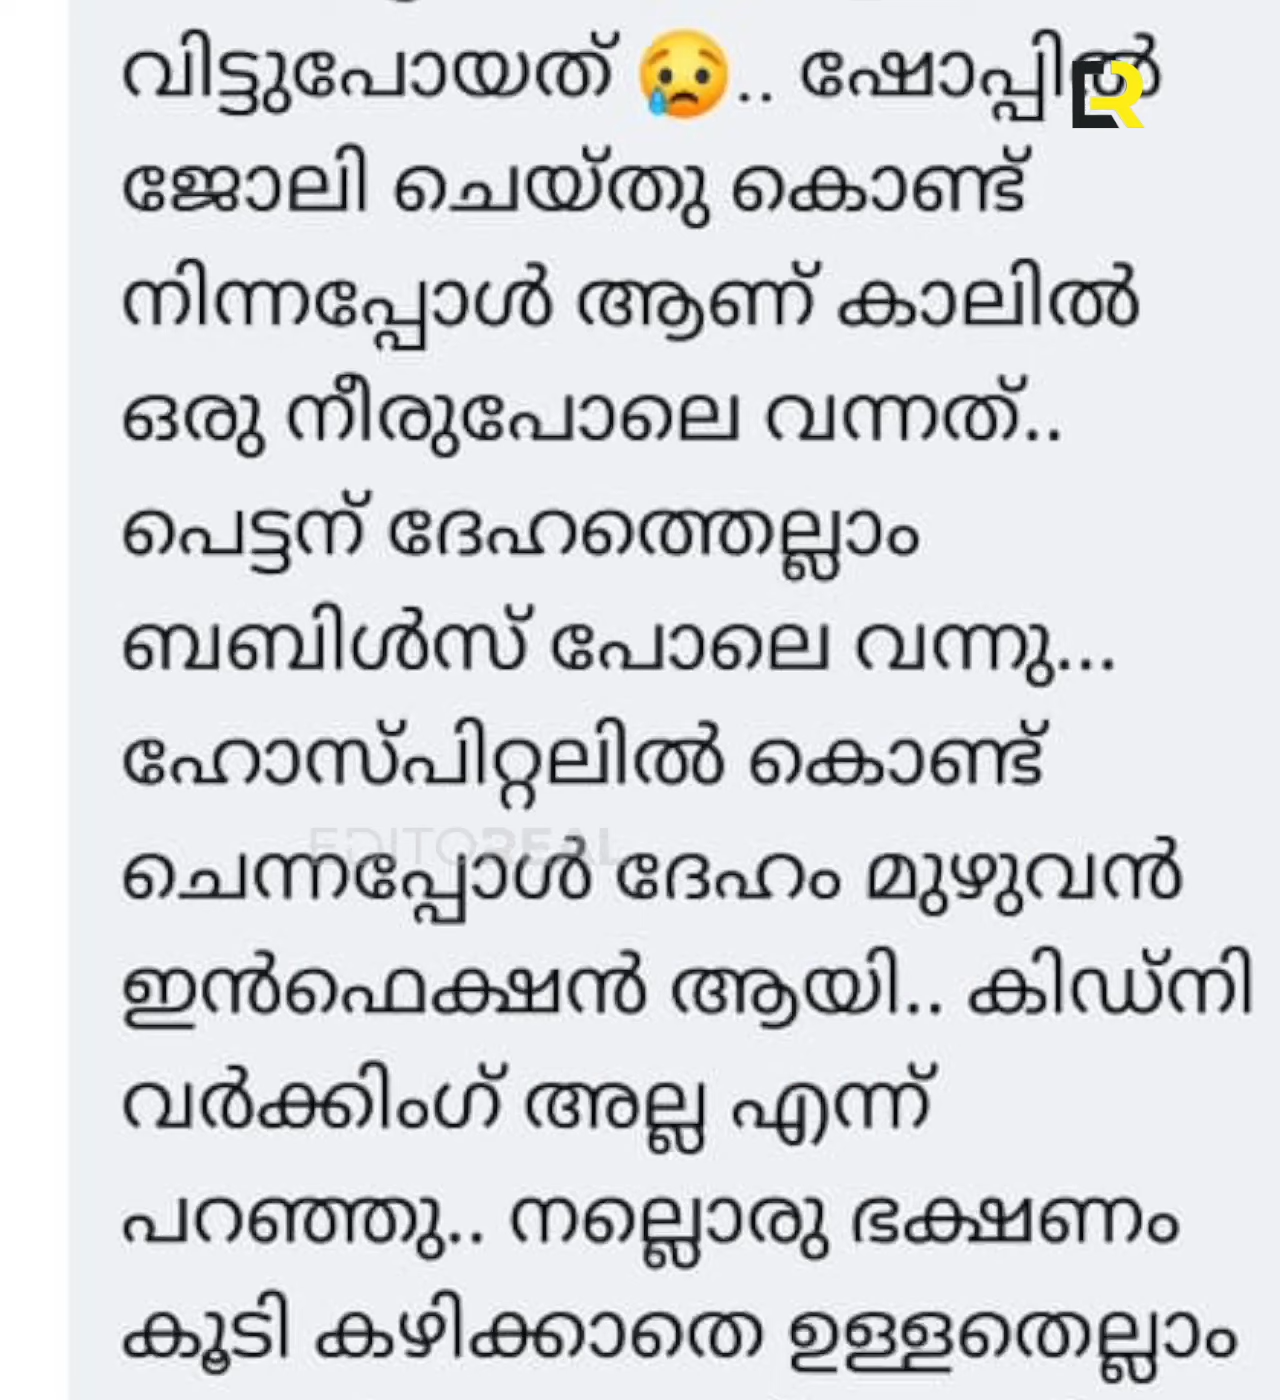 വിട്ടുപോയത് 😢.. ഷോപ്പിൽ
ജോലി ചെയ്തു കൊണ്ട്
നിന്നപ്പോൾ ആണ് കാലിൽ
ഒരു നീരുപോലെ വന്നത്..
പെട്ടന് ദേഹത്തെല്ലാം
ബബിൾസ് പോലെ വന്നു...
ഹോസ്പിറ്റലിൽ കൊണ്ട്
EDITOREAL
ചെന്നപ്പോൾ ദേഹം മുഴുവൻ
ഇൻഫെക്ഷൻ ആയി.. കിഡ്നി
വർക്കിംഗ് അല്ല എന്ന്
പറഞ്ഞു.. നല്ലൊരു ഭക്ഷണം
കൂടി കഴിക്കാതെ ഉള്ളതെല്ലാം